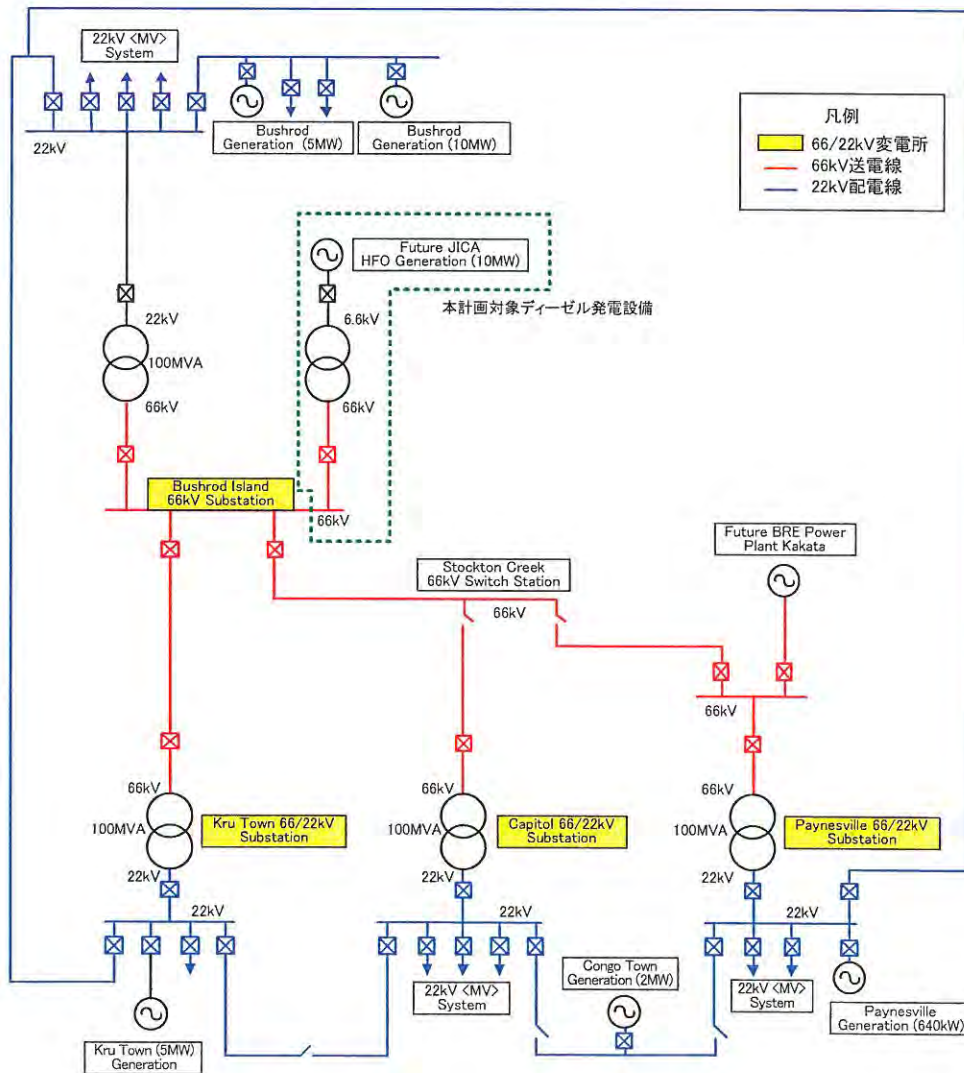 22kV <MV>
System
22kV
Bushrod
Generation (5MW)
Bushrod
Generation (10MW)
凡例
66/22kV変電所
66kV送電線
22kV配電線
Future JICA
HFO Generation (10MW)
本計画対象ディーゼル発電設備
22kV
100MVA
66kV
6.6kV
66kV
Bushrod Island
66kV Substation
66kV
Stockton Creek
66kV Switch Station
66kV
Future BRE Power
Plant Kakata
66kV
66kV
100MVA
22kV
Kru Town 66/22kV
Substation
66kV
100MVA
22kV
Capitol 66/22kV
Substation
66kV
100MVA
22kV
Paynesville 66/22kV
Substation
22kV
22kV
22kV
Kru Town (5MW)
Generation
22kV <MV>
System
Congo Town
Generation (2MW)
22kV <MV>
System
Paynesville
Generation (640kW)